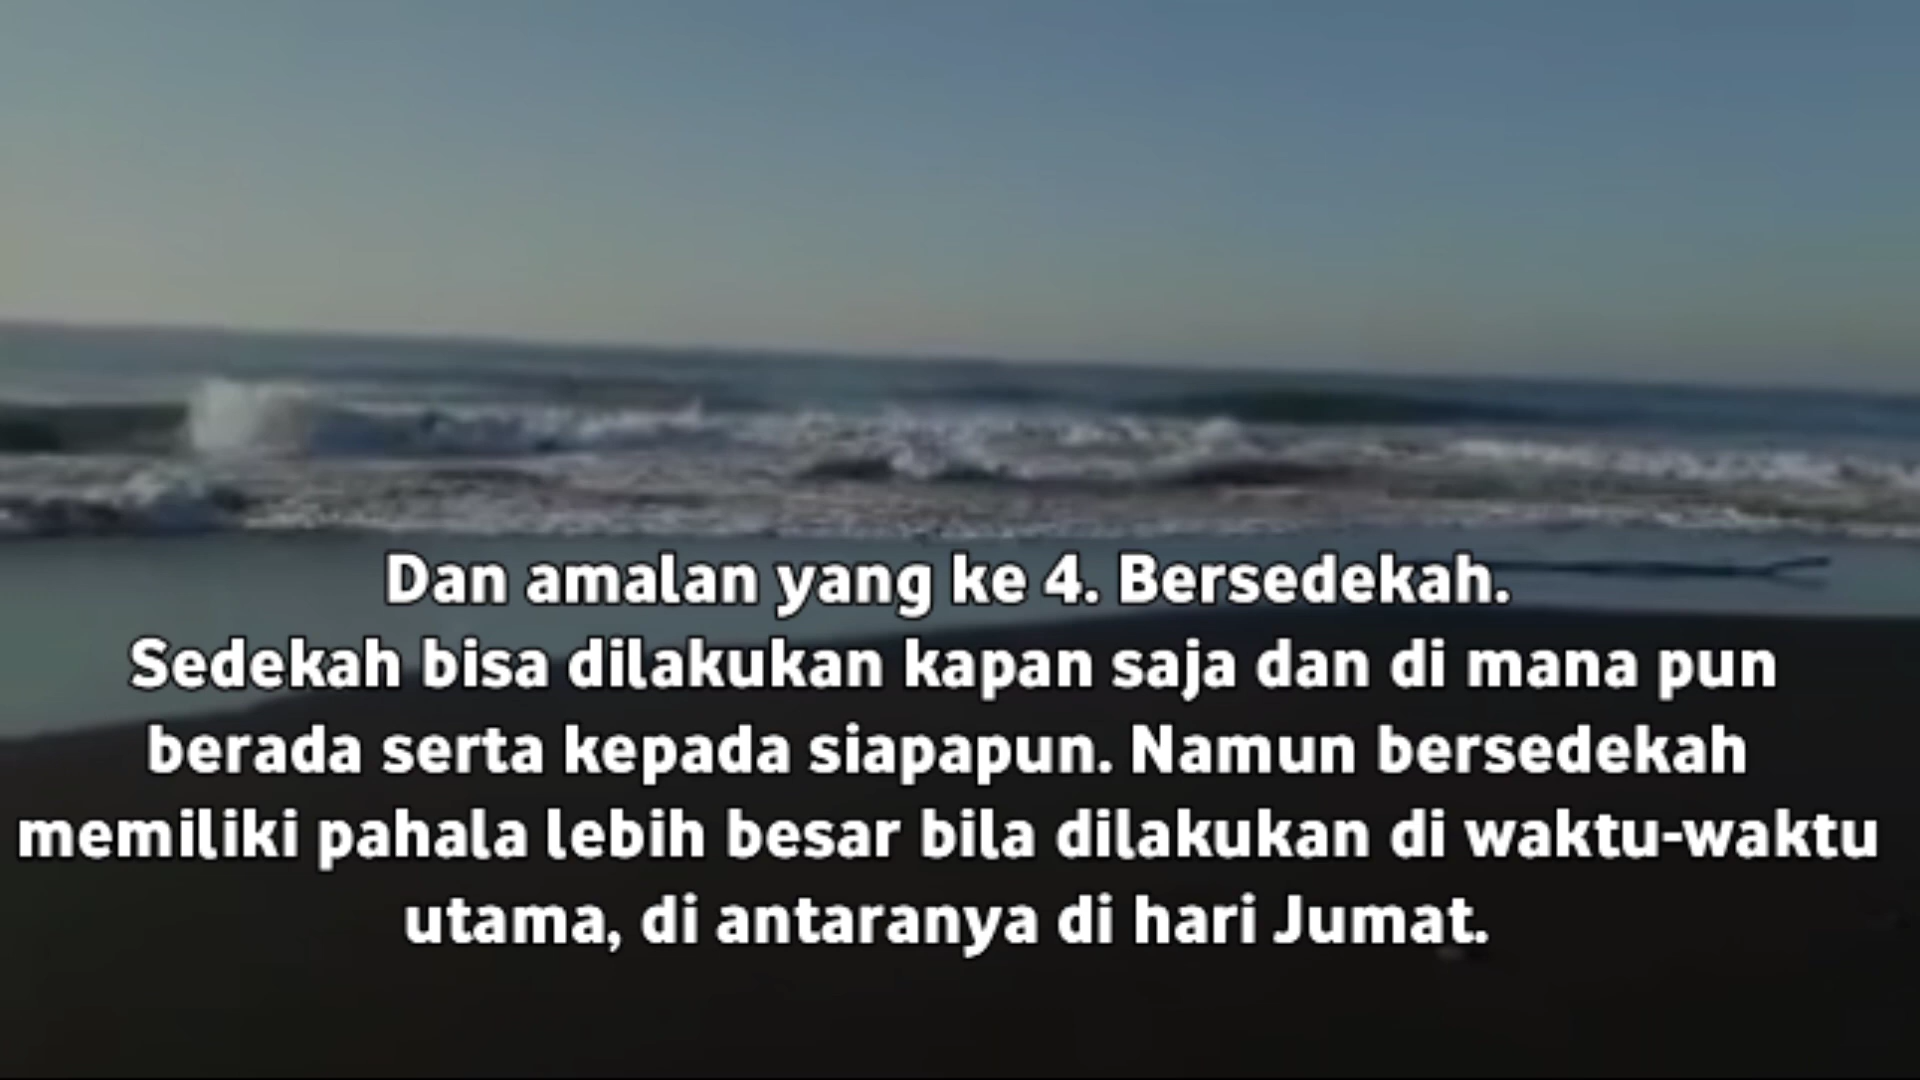 Dan amalan yang ke 4. Bersedekah.
Sedekah bisa dilakukan kapan saja dan di mana pun
berada serta kepada siapapun. Namun bersedekah
memiliki pahala lebih besar bila dilakukan di waktu-waktu
utama, di antaranya di hari Jumat.